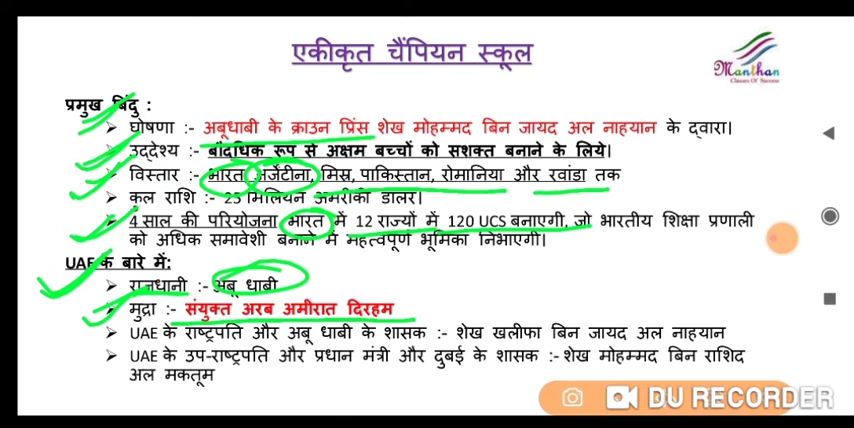 एकीकृत चैंपियन स्कूल
Manthan
Classes Of Success
प्रमुख बिंदु :
➢ घोषणा :- अबूधाबी के क्राउन प्रिंस शेख मोहम्मद बिन जायद अल नाहयान के द्वारा।
➢ उद्देश्य :- बौद्धिक रूप से अक्षम बच्चों को सशक्त बनाने के लिये।
➢ विस्तार :- भारत अर्जेंटीना, मिस्र, पाकिस्तान, रोमानिया और रवांडा तक
➢ कुल राशि :- 25 मिलियन अमरीकी डालर।
➢ 4 साल की परियोजना भारत में 12 राज्यों में 120 UCS बनाएगी, जो भारतीय शिक्षा प्रणाली
को अधिक समावेशी बनाने में महत्वपूर्ण भूमिका निभाएगी।
UAE के बारे में:
➢ राजधानी :- अबू धाबी
➢ मुद्रा :- संयुक्त अरब अमीरात दिरहम
➢ UAE के राष्ट्रपति और अबू धाबी के शासक :- शेख खलीफा बिन जायद अल नाहयान
➢ UAE के उप-राष्ट्रपति और प्रधान मंत्री और दुबई के शासक :- शेख मोहम्मद बिन राशिद
अल मकतूम
DU RECORDER